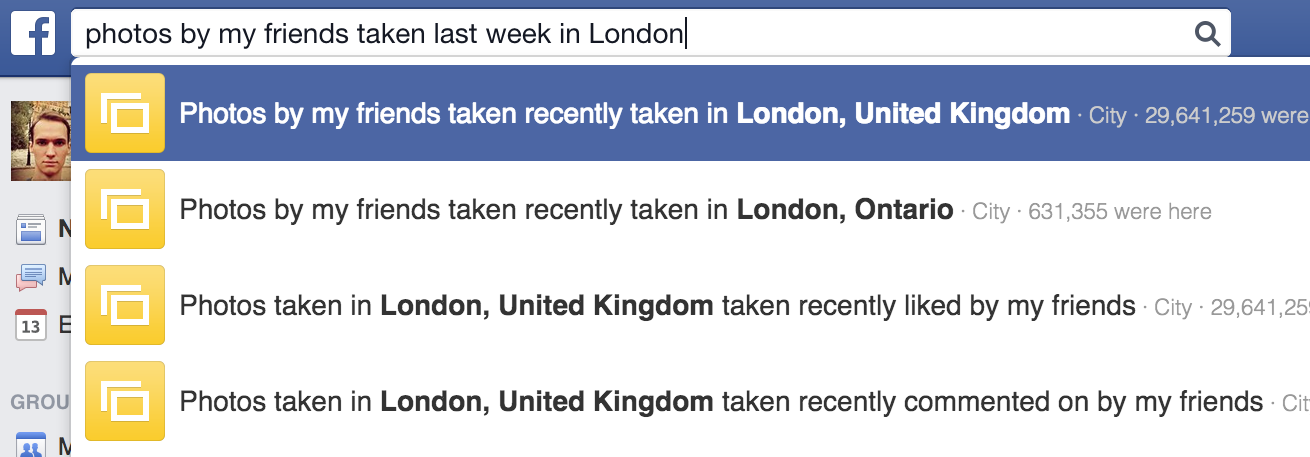 f
photos by my friends taken last week in London
Photos by my friends taken recently taken in London, United Kingdom · City · 29,641,259 were
Photos by my friends taken recently taken in London, Ontario · City · 631,355 were here
N
Photos taken in London, United Kingdom taken recently liked by my friends · City · 29,641,25
M
13 E
Photos taken in London, United Kingdom taken recently commented on by my friends · Cit
GROU
M